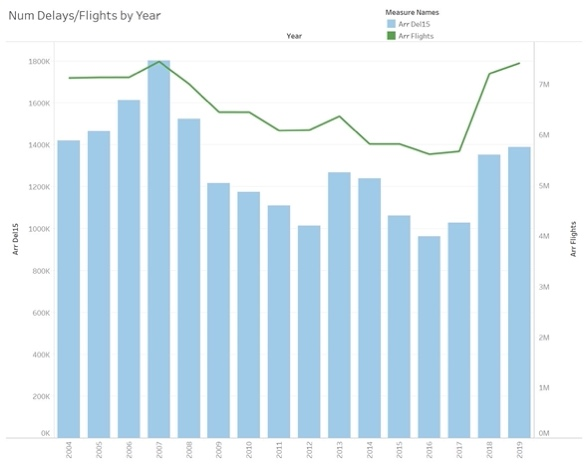 Num Delays/Flights by Year
Measure Names
Arr Del15
Arr Flights
Year
1800K
1600K
1400K
1200K
1000K
800K
600K
400K
200K
0K
Arr Del15
7M
6M
5M
4M
3M
2M
1M
0M
Arr Flights
2004
2005
2006
2007
2008
2009
2010
2011
2012
2013
2014
2015
2016
2017
2018
2019